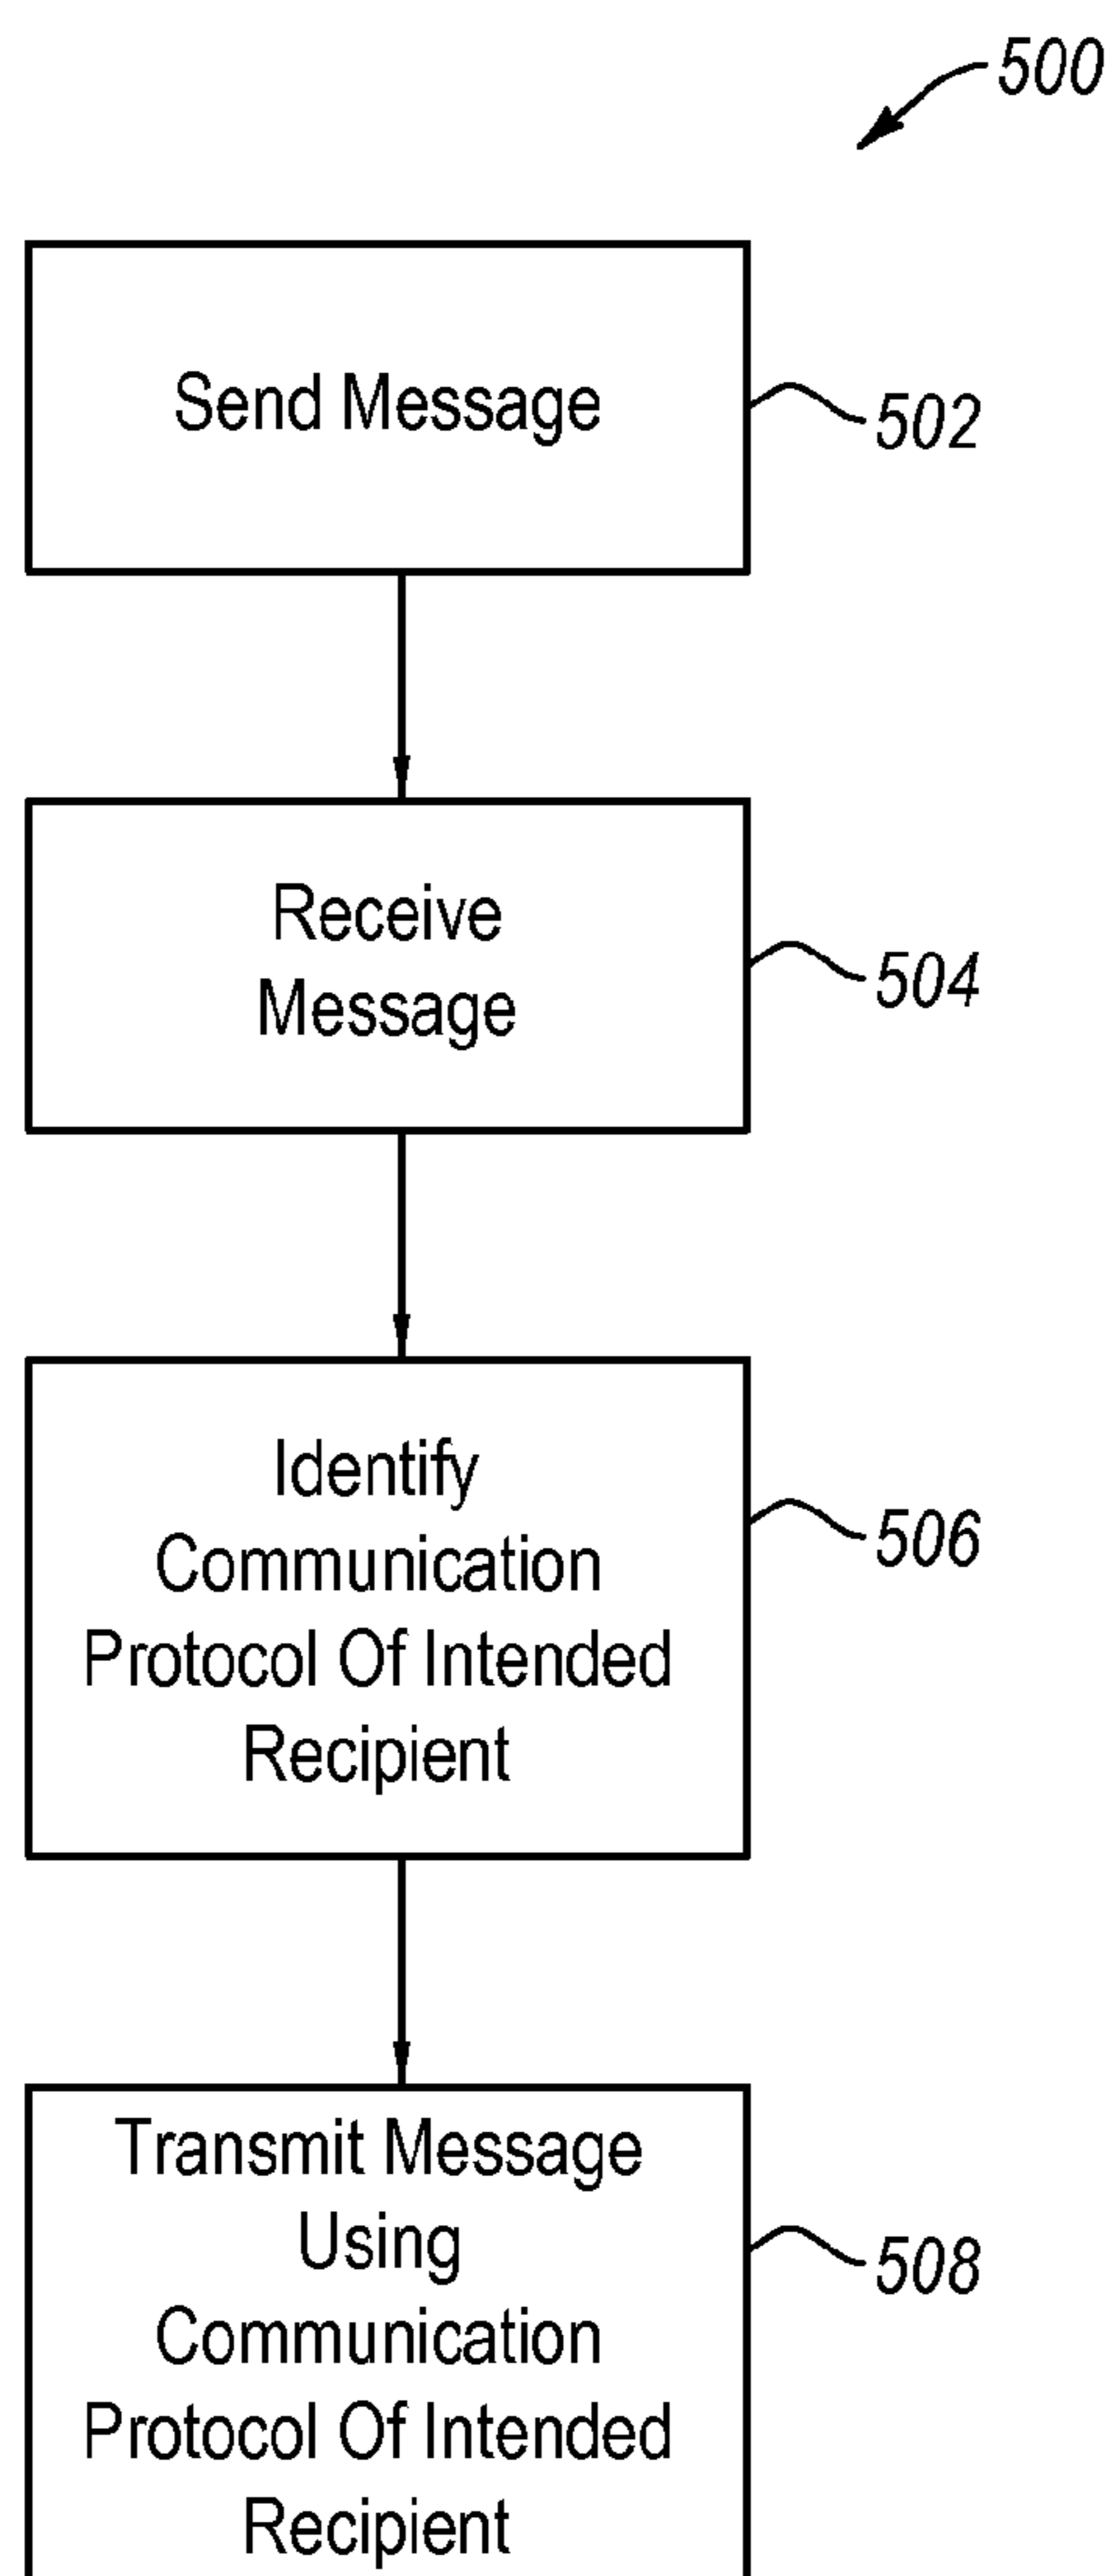 500
Send Message
502
Receive
Message
504
Identify
Communication
Protocol Of Intended
Recipient
506
Transmit Message
Using
Communication
Protocol Of Intended
Recipient
508